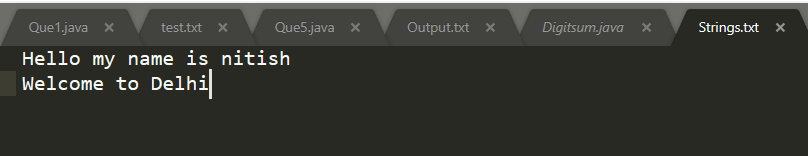 Que1.java × test.txt × Que5.java × Output.txt × Digitsum.java × Strings.txt ×
Hello my name is nitish
Welcome to Delhi